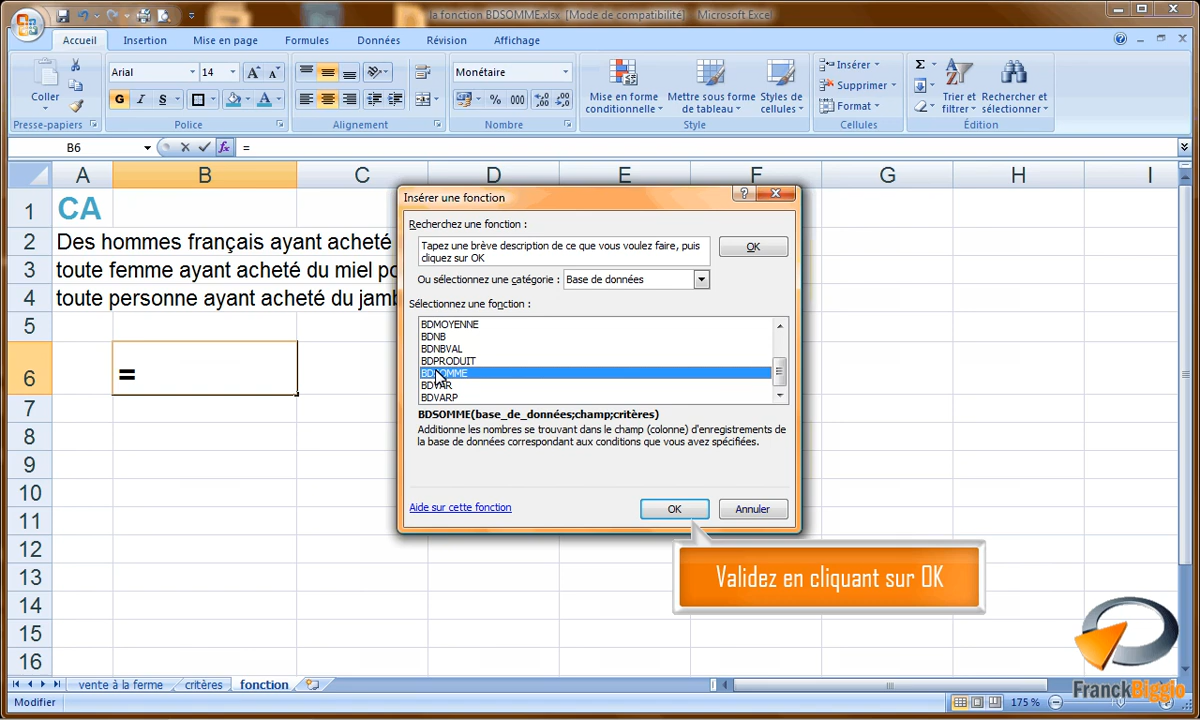 la fonction BDSOMME.xlsx [Mode de compatibilité] - Microsoft Excel
Accueil Insertion Mise en page Formules Données Révision Affichage
Coller
Arial 14
G I S
Monétaire
% 000
Mise en forme conditionnelle
Mettre sous forme de tableau
Styles de cellules
Insérer
Supprimer
Format
Σ
Trier et filtrer
Rechercher et sélectionner
Presse-papiers Police Alignement Nombre Style Cellules Édition
B6 fx =
A B C D E F G H I
1 CA
2 Des hommes français ayant acheté
3 toute femme ayant acheté du miel
4 toute personne ayant acheté du
5
6 =
7
8
9
10
11
12
13
14
15
16
Insérer une fonction
Recherchez une fonction :
Tapez une brève description de ce que vous voulez faire, puis
cliquez sur OK
OK
Ou sélectionnez une catégorie : Base de données
Sélectionnez une fonction :
BDMOYENNE
BDNB
BDNBVAL
BDPRODUIT
BDSOMME
BDVAR
BDVARP
BDSOMME(base_de_données;champ;critères)
Additionne les nombres se trouvant dans le champ (colonne) d'enregistrements de
la base de données correspondant aux conditions que vous avez spécifiées.
Aide sur cette fonction OK Annuler
Validez en cliquant sur OK
FranckBiggio
vente à la ferme critères fonction
Modifier 175 %